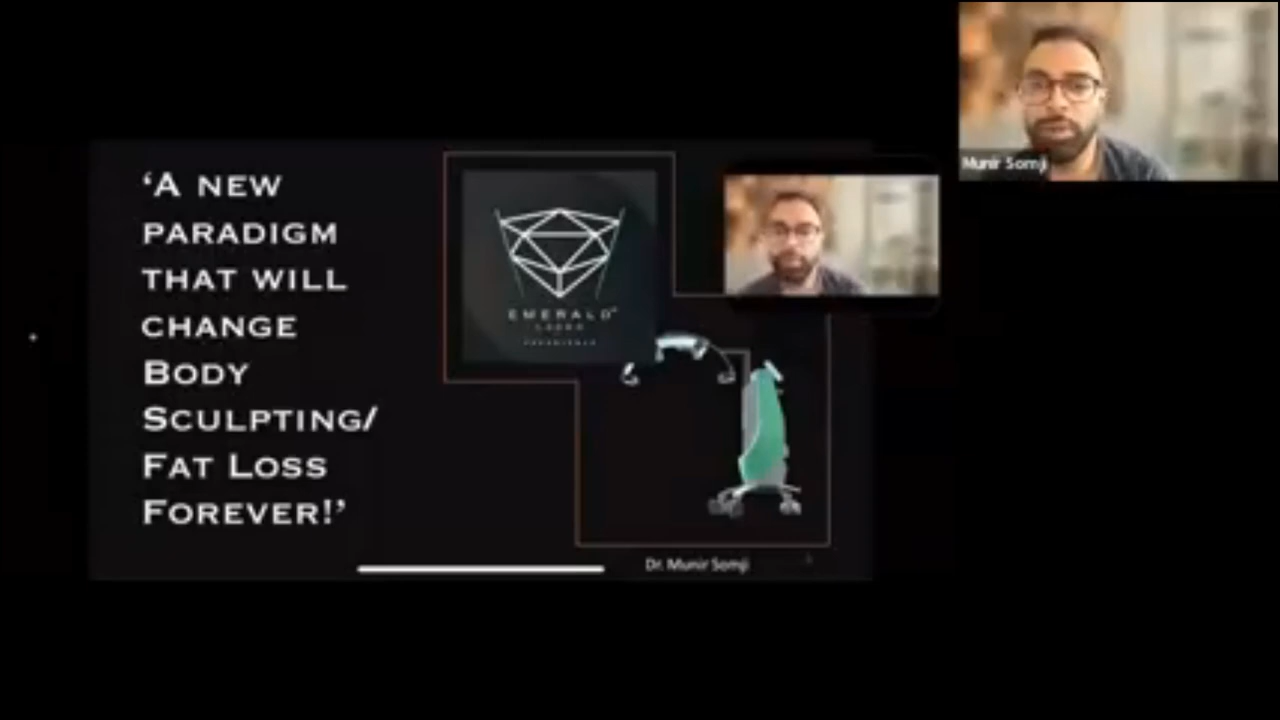 ‘A NEW
PARADIGM
THAT WILL
CHANGE
BODY
SCULPTING/
FAT LOSS
FOREVER!’
EMERALD
Dr. Munir Somji
Munir Somji